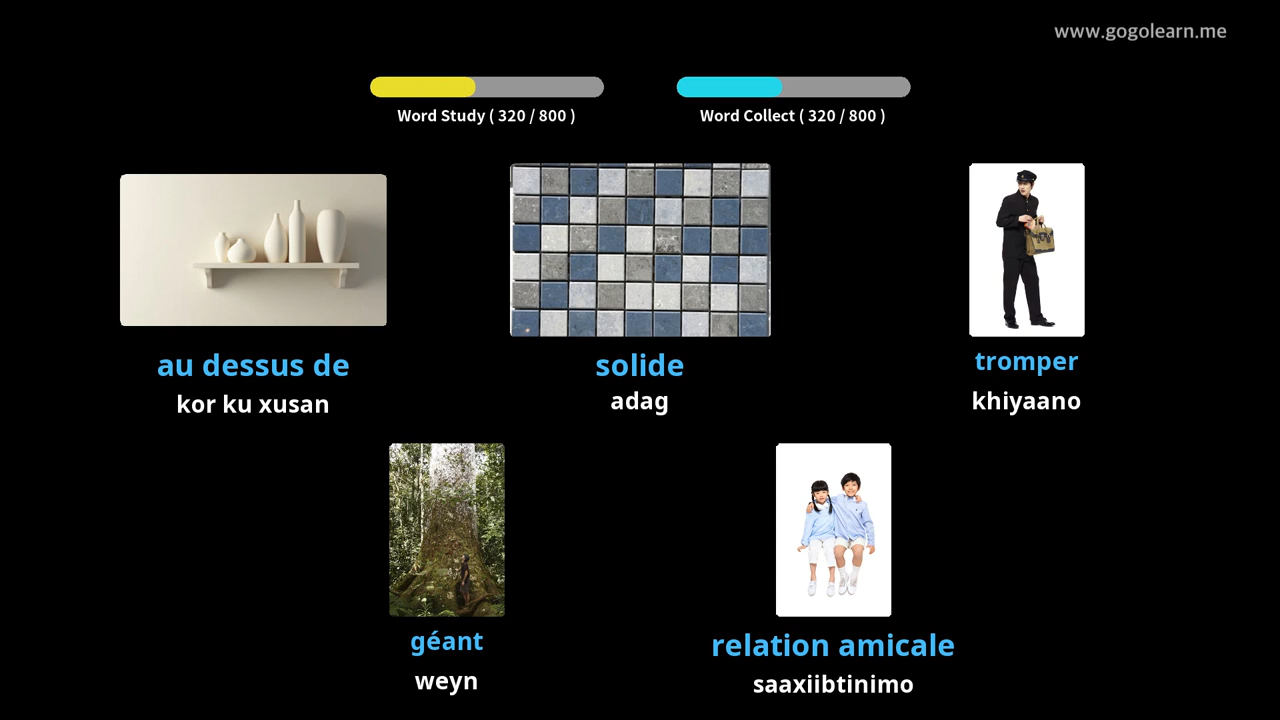 www.gogolearn.me
Word Study ( 320 / 800 )
Word Collect ( 320 / 800 )
au dessus de
kor ku xusan
solide
adag
tromper
khiyaano
géant
weyn
relation amicale
saaxiibtinimo